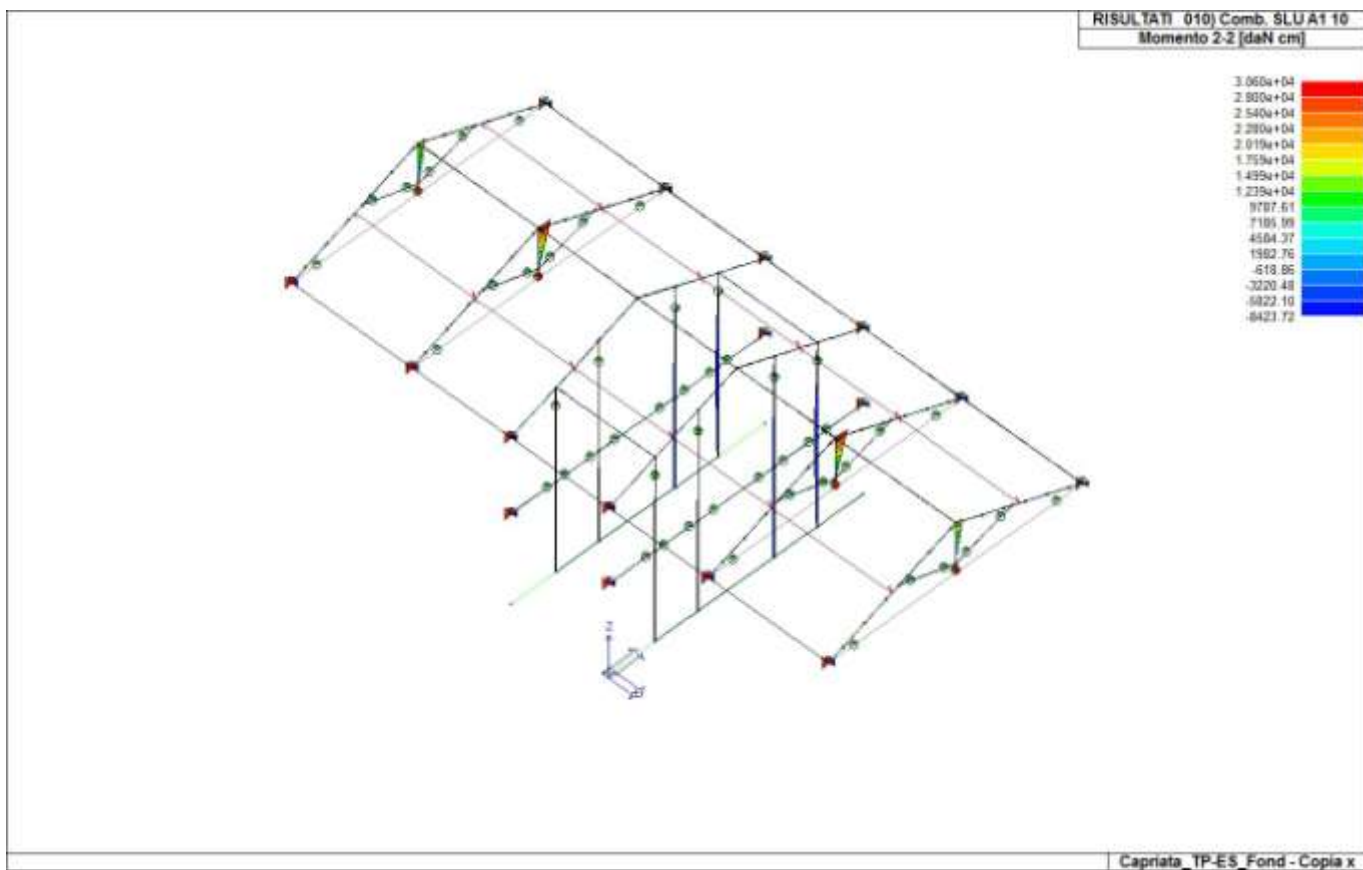 RISULTATI 010) Comb. SLU A1 10
Momento 2-2 [daN cm]
3.060e+04
2.800e+04
2.540e+04
2.280e+04
2.019e+04
1.759e+04
1.499e+04
1.239e+04
9787.61
7185.99
4584.37
1982.76
-618.86
-3220.48
-5822.10
-8423.72
Z
Capriata_TP-ES_Fond - Copia x